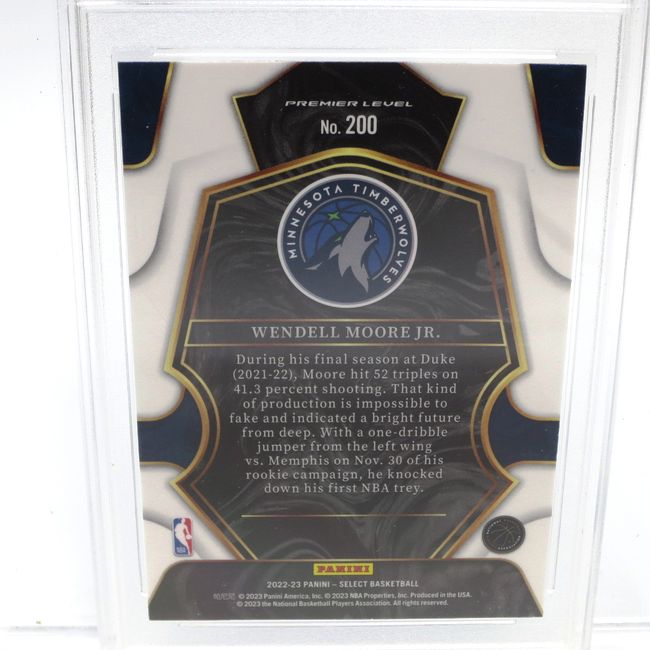 PREMIER LEVEL
No. 200
MINNESOTA TIMBERWOLVES
WENDELL MOORE JR.
During his final season at Duke
(2021-22), Moore hit 52 triples on
41.3 percent shooting. That kind
of production is impossible to
fake and indicated a bright future
from deep. With a one-dribble
jumper from the left wing
vs. Memphis on Nov. 30 of his
rookie campaign, he knocked
down his first NBA trey.
NBA
PANINI
2022-23 PANINI – SELECT BASKETBALL
© 2023 Panini America, Inc. © 2023 NBA Properties, Inc. Produced in the USA.
© 2023 the National Basketball Players Association. All rights reserved.